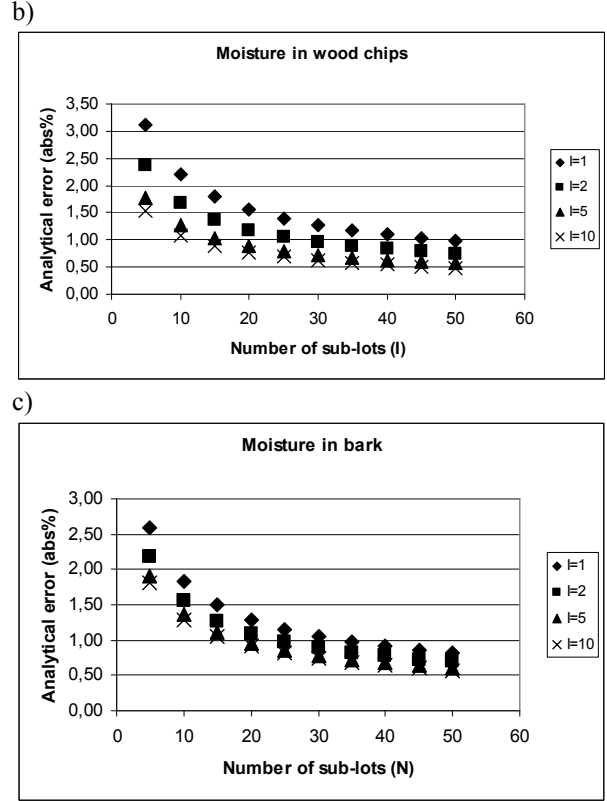 b)
Moisture in wood chips
Analytical error (abs%)
3,50
3,00
2,50
2,00
1,50
1,00
0,50
0,00
0 10 20 30 40 50 60
Number of sub-lots (I)
I=1
I=2
I=5
I=10
c)
Moisture in bark
Analytical error (abs%)
3,00
2,50
2,00
1,50
1,00
0,50
0,00
0 10 20 30 40 50 60
Number of sub-lots (N)
I=1
I=2
I=5
I=10